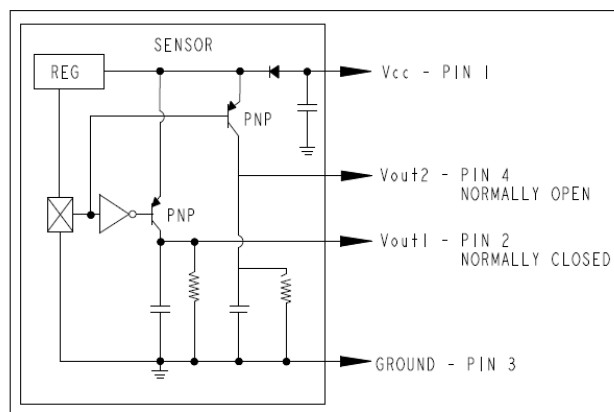 SENSOR
REG
Vcc - PIN 1
PNP
Vout2 - PIN 4
NORMALLY OPEN
PNP
Vout1 - PIN 2
NORMALLY CLOSED
GROUND - PIN 3